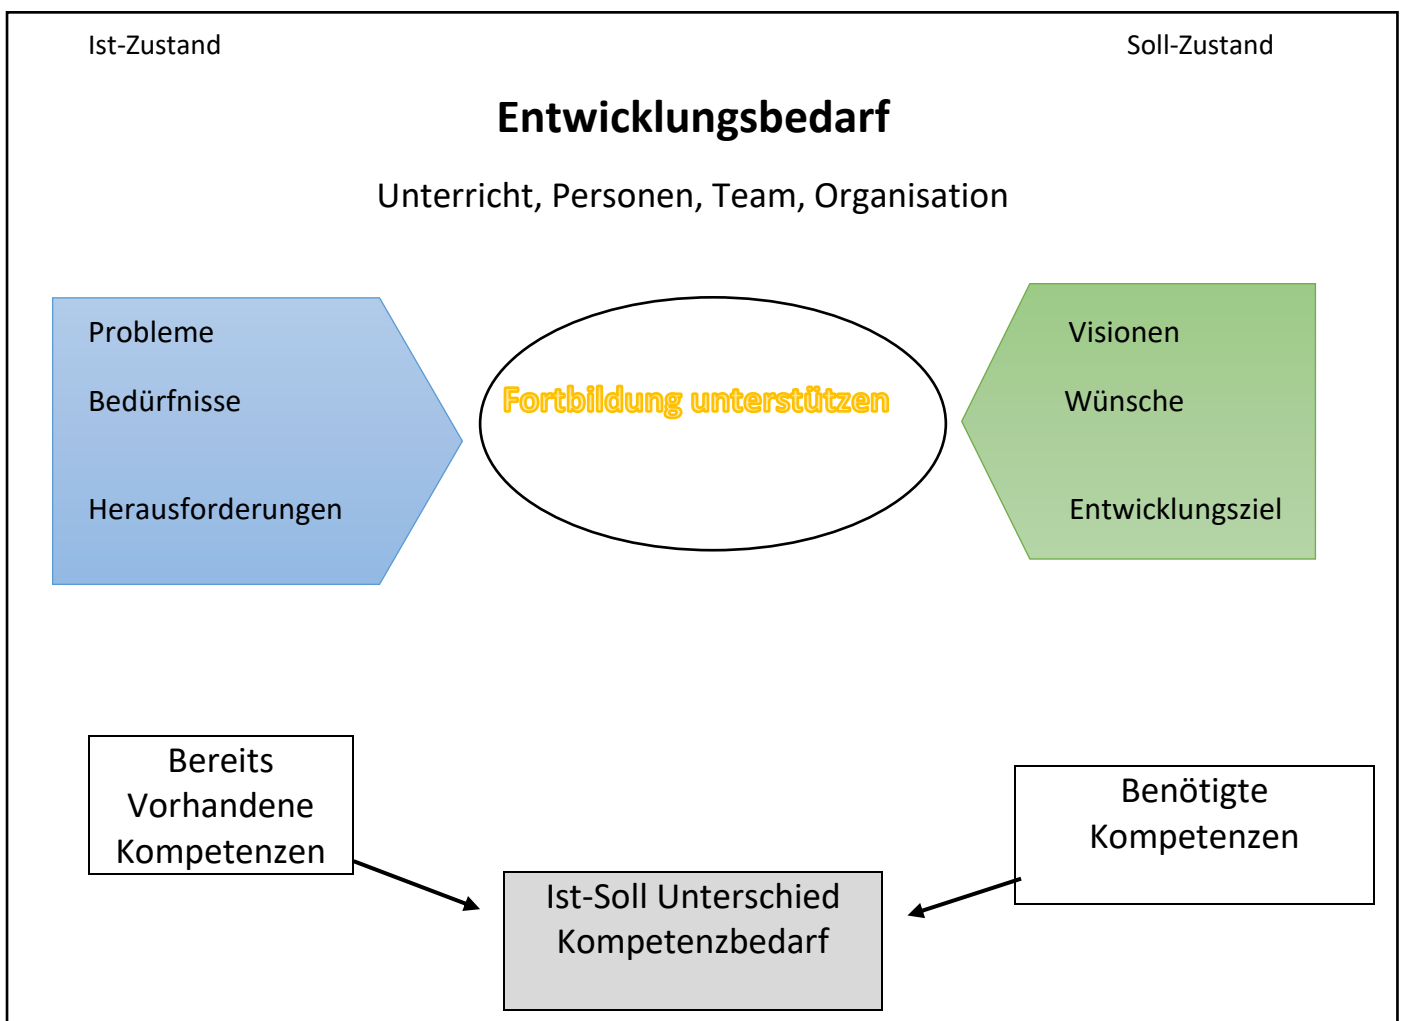 Ist-Zustand
Soll-Zustand
Entwicklungsbedarf
Unterricht, Personen, Team, Organisation
Probleme
Bedürfnisse
Herausforderungen
Fortbildung unterstützen
Visionen
Wünsche
Entwicklungsziel
Bereits
Vorhandene
Kompetenzen
Benötigte
Kompetenzen
Ist-Soll Unterschied
Kompetenzbedarf